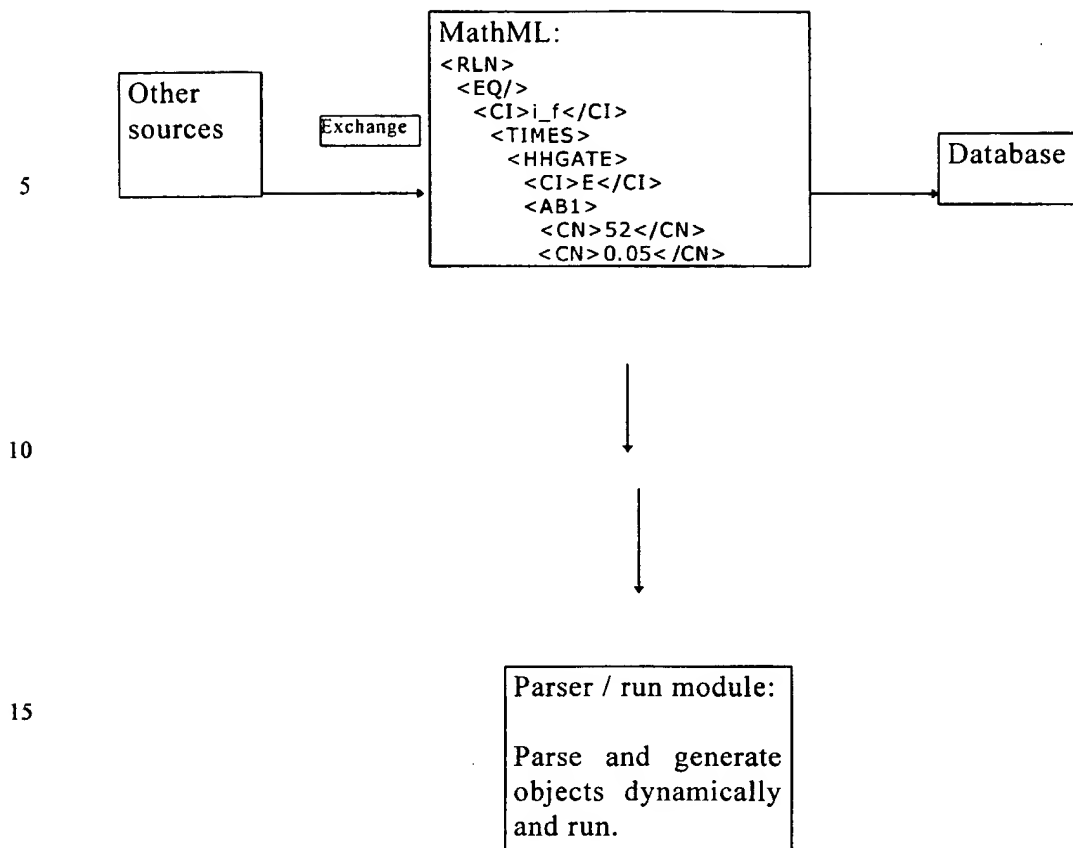 MathML:
<RLN>
<EQ/>
<CI>i_f</CI>
<TIMES>
<HHGATE>
<CI>E</CI>
<AB1>
<CN>52</CN>
<CN>0.05</CN>
Other
sources
Exchange
Database
5
10
15
Parser / run module:
Parse and generate
objects dynamically
and run.